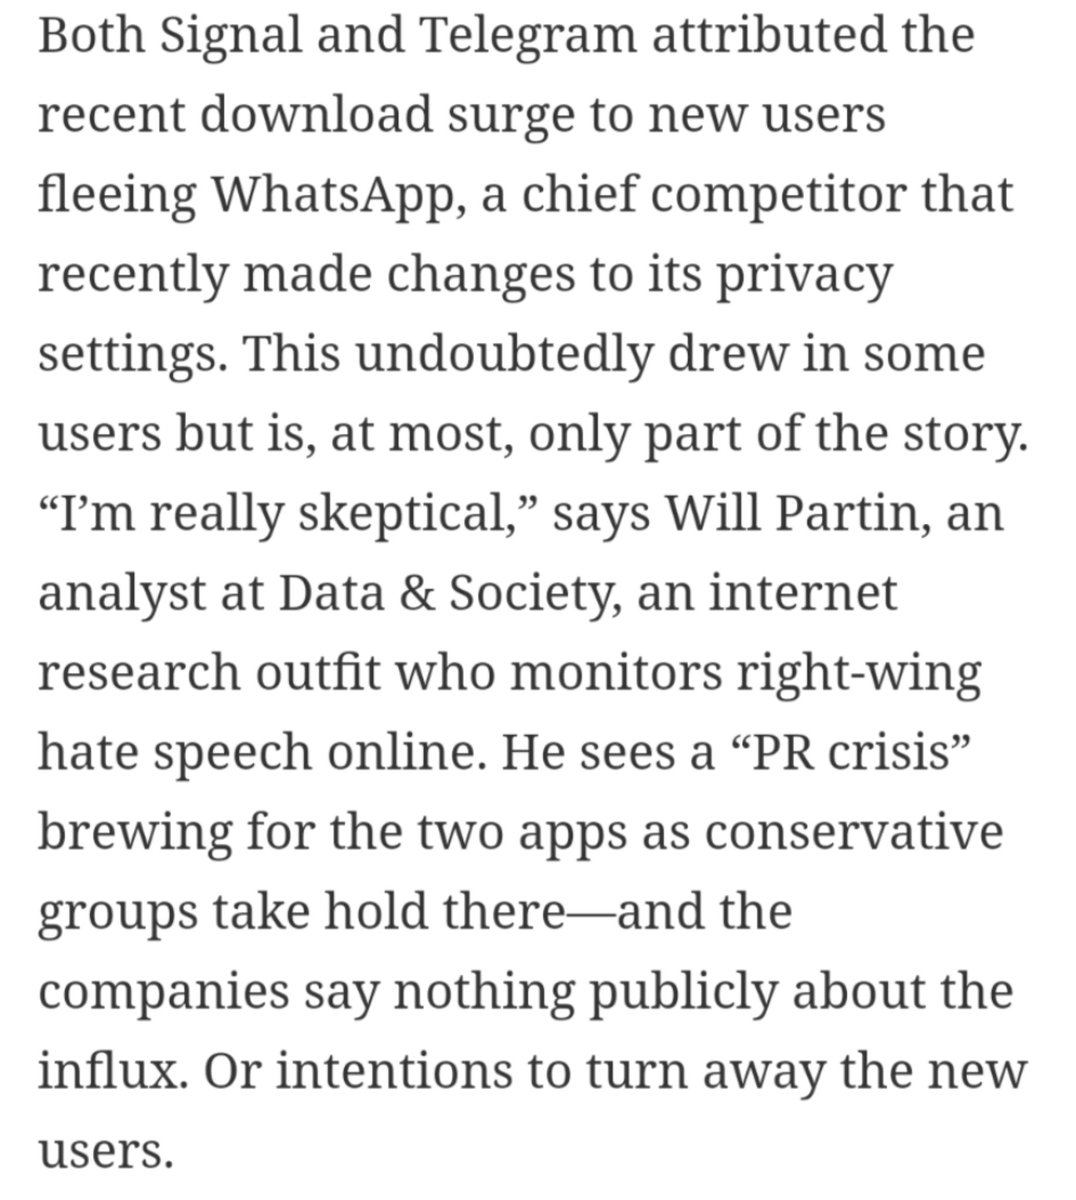 Both Signal and Telegram attributed the
recent download surge to new users
fleeing WhatsApp, a chief competitor that
recently made changes to its privacy
settings. This undoubtedly drew in some
users but is, at most, only part of the story.
“I’m really skeptical,” says Will Partin, an
analyst at Data & Society, an internet
research outfit who monitors right-wing
hate speech online. He sees a “PR crisis”
brewing for the two apps as conservative
groups take hold there—and the
companies say nothing publicly about the
influx. Or intentions to turn away the new
users.